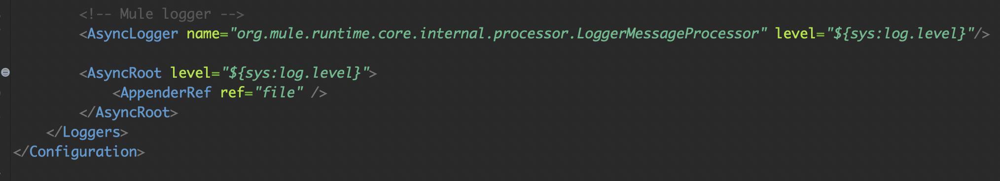 <!-- Mule logger -->
<AsyncLogger name="org.mule.runtime.core.internal.processor.LoggerMessageProcessor" level="${sys:log.level}"/>
<AsyncRoot level="${sys:log.level}">
<AppenderRef ref="file" />
</AsyncRoot>
</Loggers>
</Configuration>